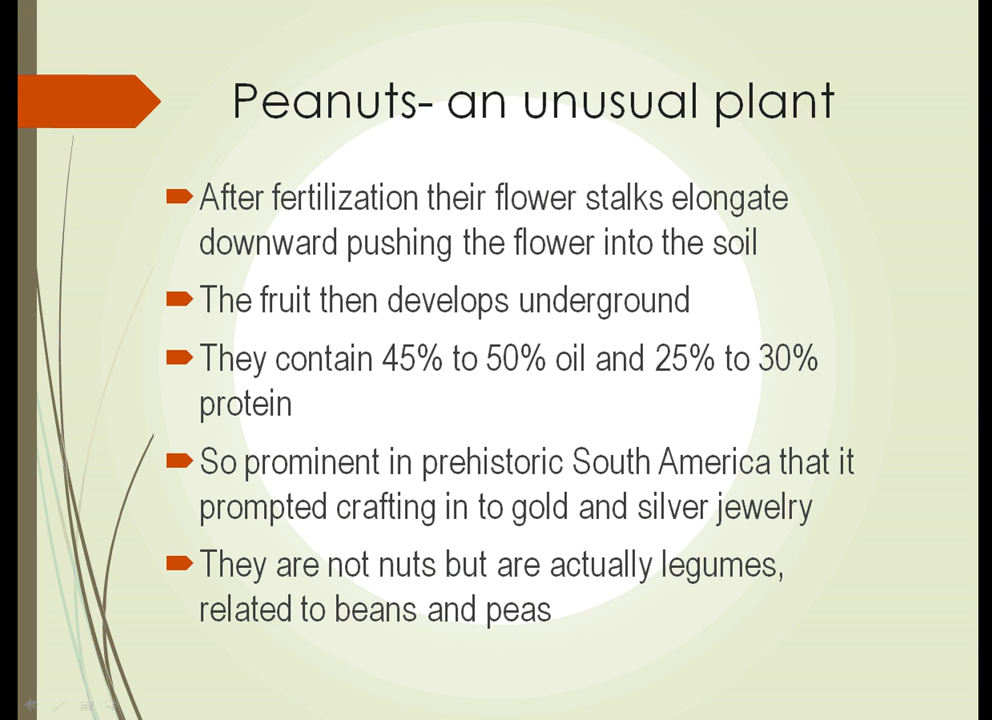 Peanuts- an unusual plant
After fertilization their flower stalks elongate
downward pushing the flower into the soil
The fruit then develops underground
They contain 45% to 50% oil and 25% to 30%
protein
So prominent in prehistoric South America that it
prompted crafting in to gold and silver jewelry
They are not nuts but are actually legumes,
related to beans and peas